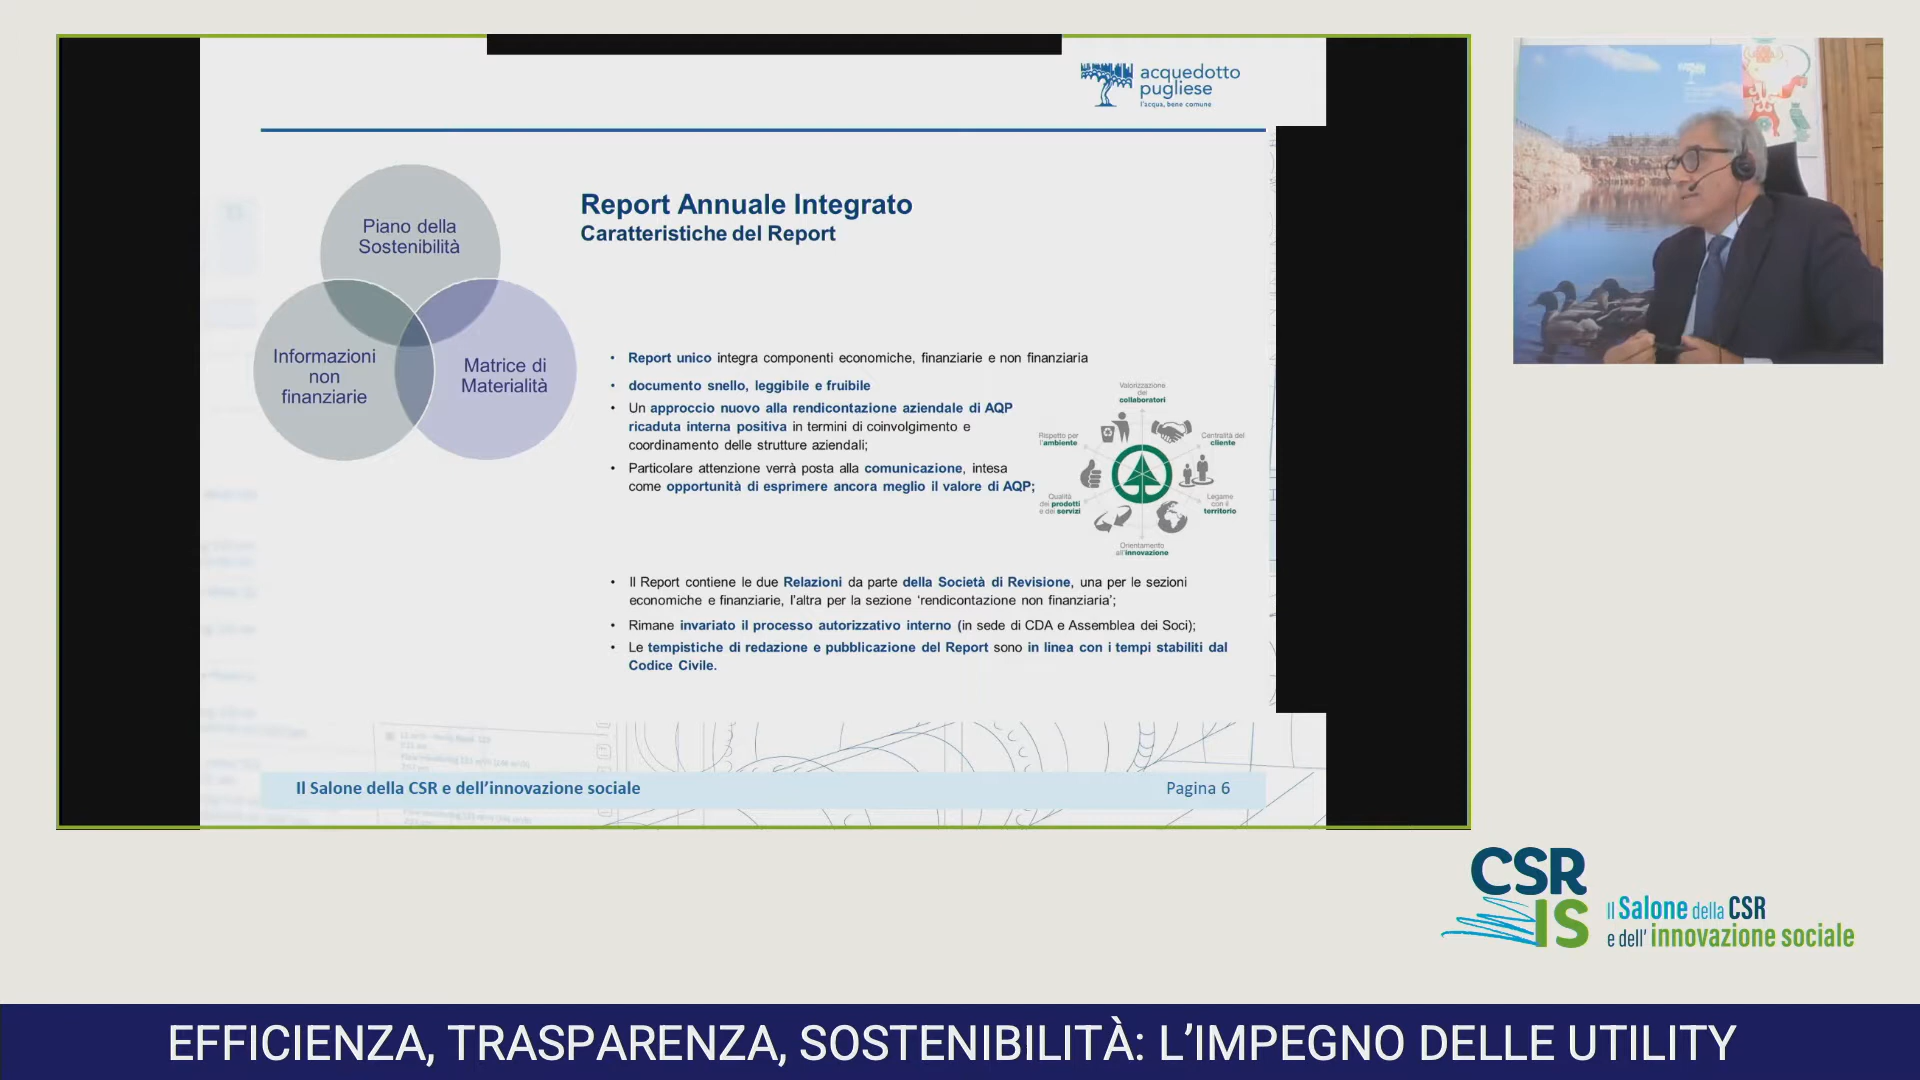 acquedotto
pugliese
l'acqua, bene comune
Piano della
Sostenibilità
Informazioni
non
finanziarie
Matrice di
Materialità
Report Annuale Integrato
Caratteristiche del Report
• Report unico integra componenti economiche, finanziarie e non finanziaria
• documento snello, leggibile e fruibile
• Un approccio nuovo alla rendicontazione aziendale di AQP
ricaduta interna positiva in termini di coinvolgimento e
coordinamento delle strutture aziendali;
• Particolare attenzione verrà posta alla comunicazione, intesa
come opportunità di esprimere ancora meglio il valore di AQP;
Valorizzazione
dei
collaboratori
Rispetto per
l'ambiente
Centralità del
cliente
Qualità
dei prodotti
e dei servizi
Legame
con il
territorio
Orientamento
all'innovazione
• Il Report contiene le due Relazioni da parte della Società di Revisione, una per le sezioni
economiche e finanziarie, l'altra per la sezione 'rendicontazione non finanziaria';
• Rimane invariato il processo autorizzativo interno (in sede di CDA e Assemblea dei Soci);
• Le tempistiche di redazione e pubblicazione del Report sono in linea con i tempi stabiliti dal
Codice Civile.
Il Salone della CSR e dell'innovazione sociale
Pagina 6
CSR
IS
Il Salone della CSR
e dell' innovazione sociale
EFFICIENZA, TRASPARENZA, SOSTENIBILITÀ: L'IMPEGNO DELLE UTILITY